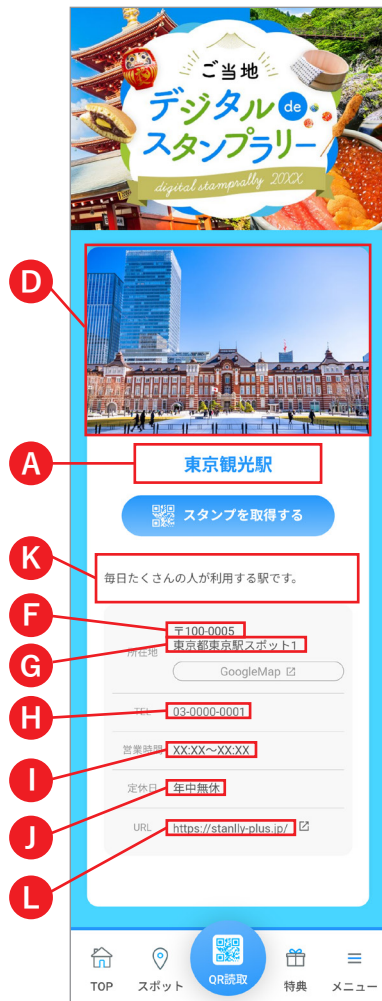 ご当地
デジタル de
スタンプラリー
digital stamprally 20XX
D
A
東京観光駅
スタンプを取得する
K
毎日たくさんの人が利用する駅です。
F
〒100-0005
G
所在地
東京都東京駅スポット1
GoogleMap
H
TEL
03-0000-0001
I
営業時間
XX:XX～XX:XX
J
定休日
年中無休
L
URL
https://stanlly-plus.jp/
TOP
スポット
QR読取
特典
メニュー